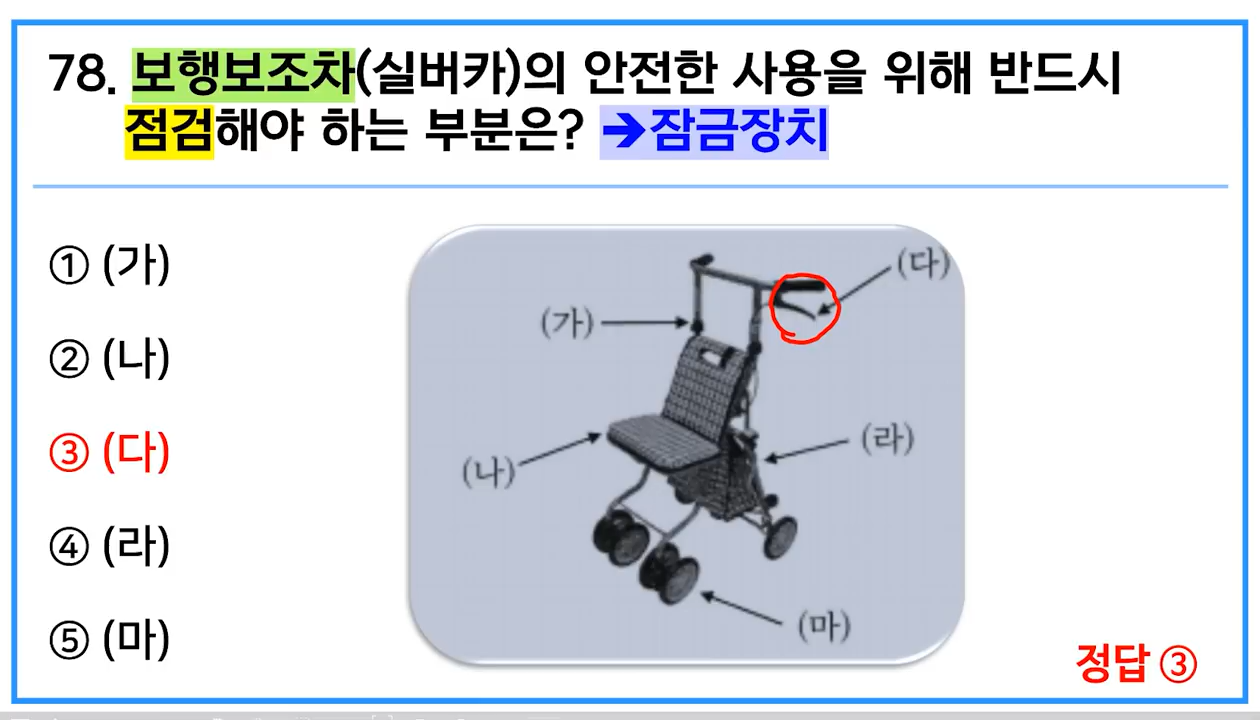 78. 보행보조차(실버카)의 안전한 사용을 위해 반드시
점검해야 하는 부분은? ➔잠금장치
① (가)
② (나)
③ (다)
④ (라)
⑤ (마)
(다)
(가)
(라)
(나)
(마)
정답 ③